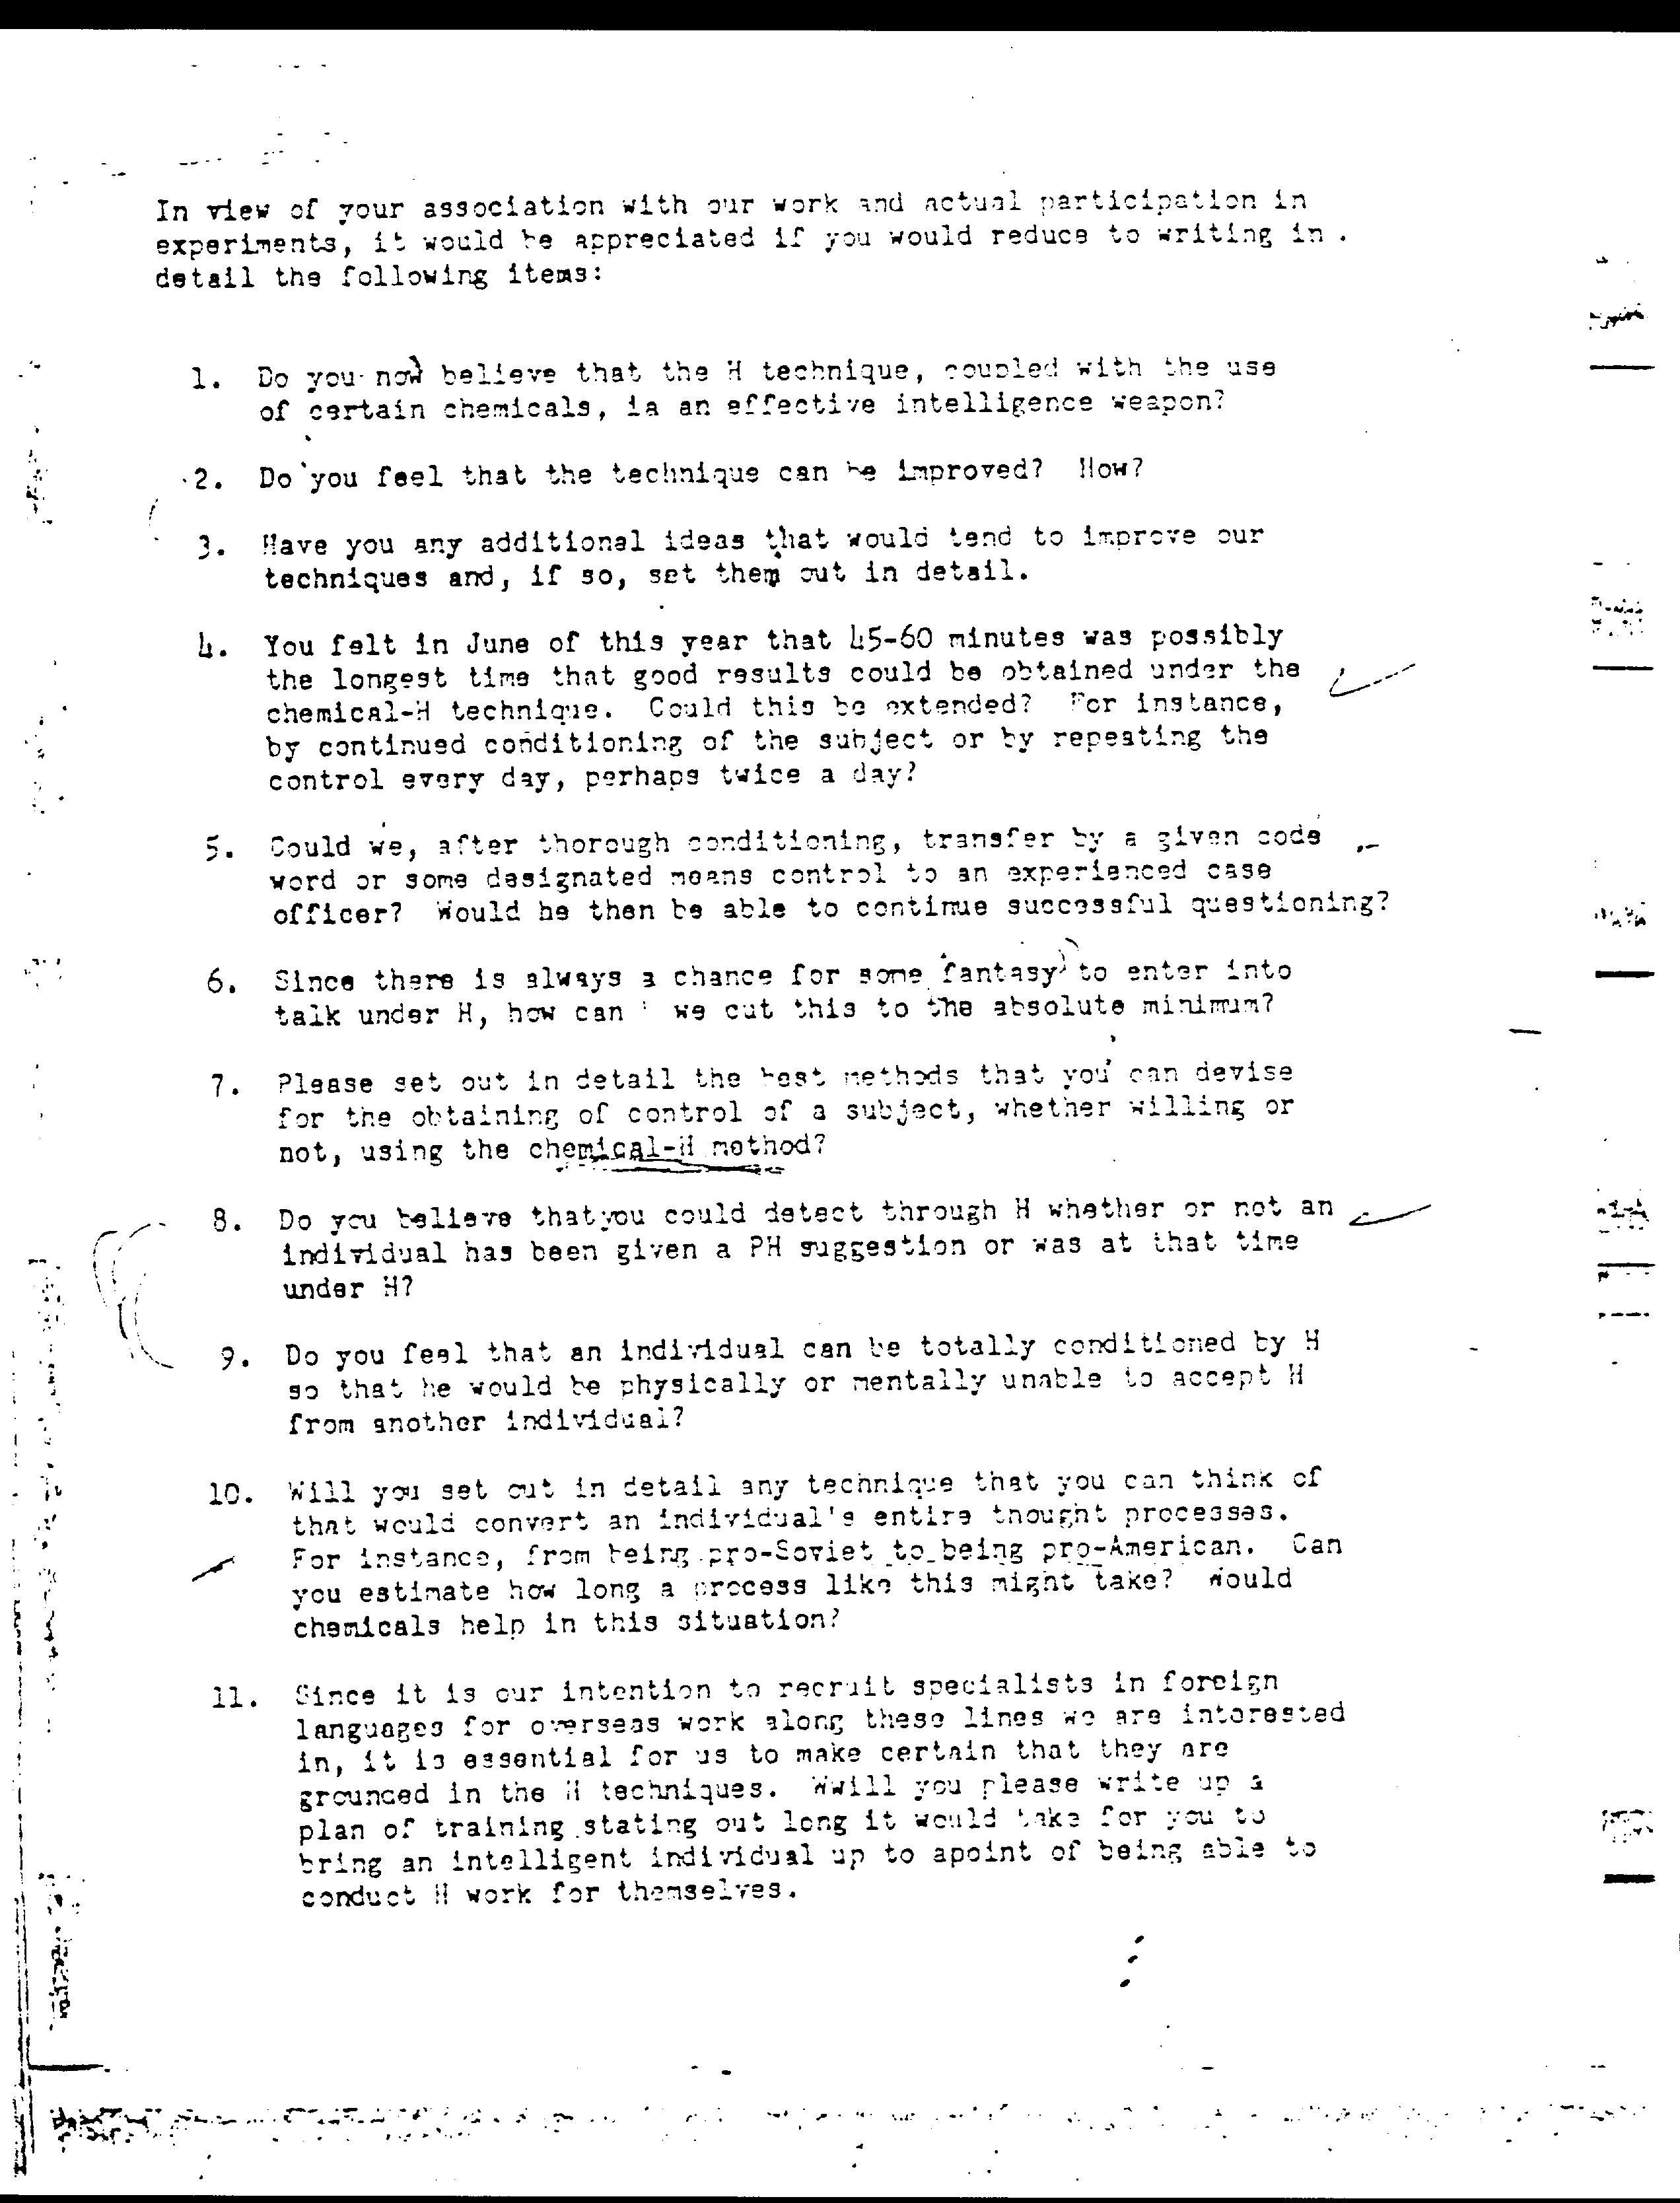 In view of your association with our work and actual participation in
experiments, it would be appreciated if you would reduce to writing in
detail the following items:
1. Do you now believe that the H technique, coupled with the use
of certain chemicals, ia an effective intelligence weapon?
2. Do you feel that the technique can be improved? How?
3. Have you any additional ideas that would tend to improve our
techniques and, if so, set them out in detail.
4. You felt in June of this year that 45-60 minutes was possibly
the longest time that good results could be obtained under the
chemical-H technique. Could this be extended? For instance,
by continued conditioning of the subject or by repeating the
control every day, perhaps twice a day?
5. Could we, after thorough conditioning, transfer by a given code
word or some designated means control to an experienced case
officer? Would he then be able to continue successful questioning?
6. Since there is always a chance for some fantasy to enter into
talk under H, how can we cut this to the absolute minimum?
7. Please set out in detail the best methods that you can devise
for the obtaining of control of a subject, whether willing or
not, using the chemical-H method?
8. Do you believe thatyou could detect through H whether or not an
individual has been given a PH suggestion or was at that time
under H?
9. Do you feel that an individual can be totally conditioned by H
so that he would be physically or mentally unable to accept H
from another individual?
10. Will you set out in detail any technique that you can think of
that would convert an individual's entire thought processes.
For instance, from being pro-Soviet to being pro-American. Can
you estimate how long a process like this might take? Would
chemicals help in this situation?
11. Since it is our intention to recruit specialists in foreign
languages for overseas work along these lines we are interested
in, it is essential for us to make certain that they are
grounded in the H techniques. Wwill you please write up a
plan of training stating out long it would take for you to
bring an intelligent individual up to apoint of being able to
conduct H work for themselves.